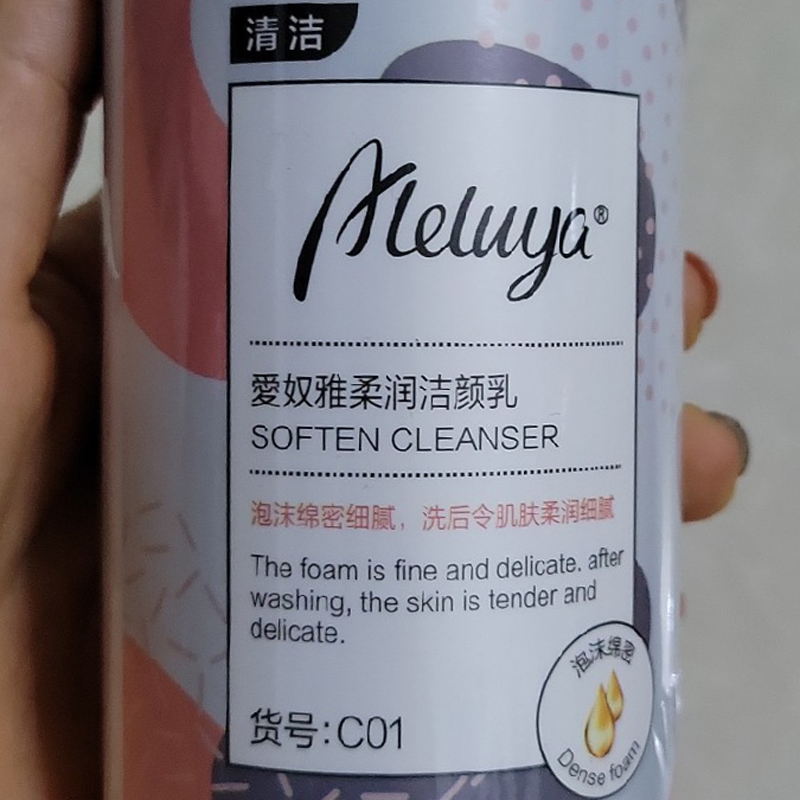 清洁
Aleluya®
愛奴雅柔润洁颜乳
SOFTEN CLEANSER
泡沫绵密细腻，洗后令肌肤柔润细腻
The foam is fine and delicate. after
washing, the skin is tender and
delicate.
泡沫绵密
Dense foam
货号:C01